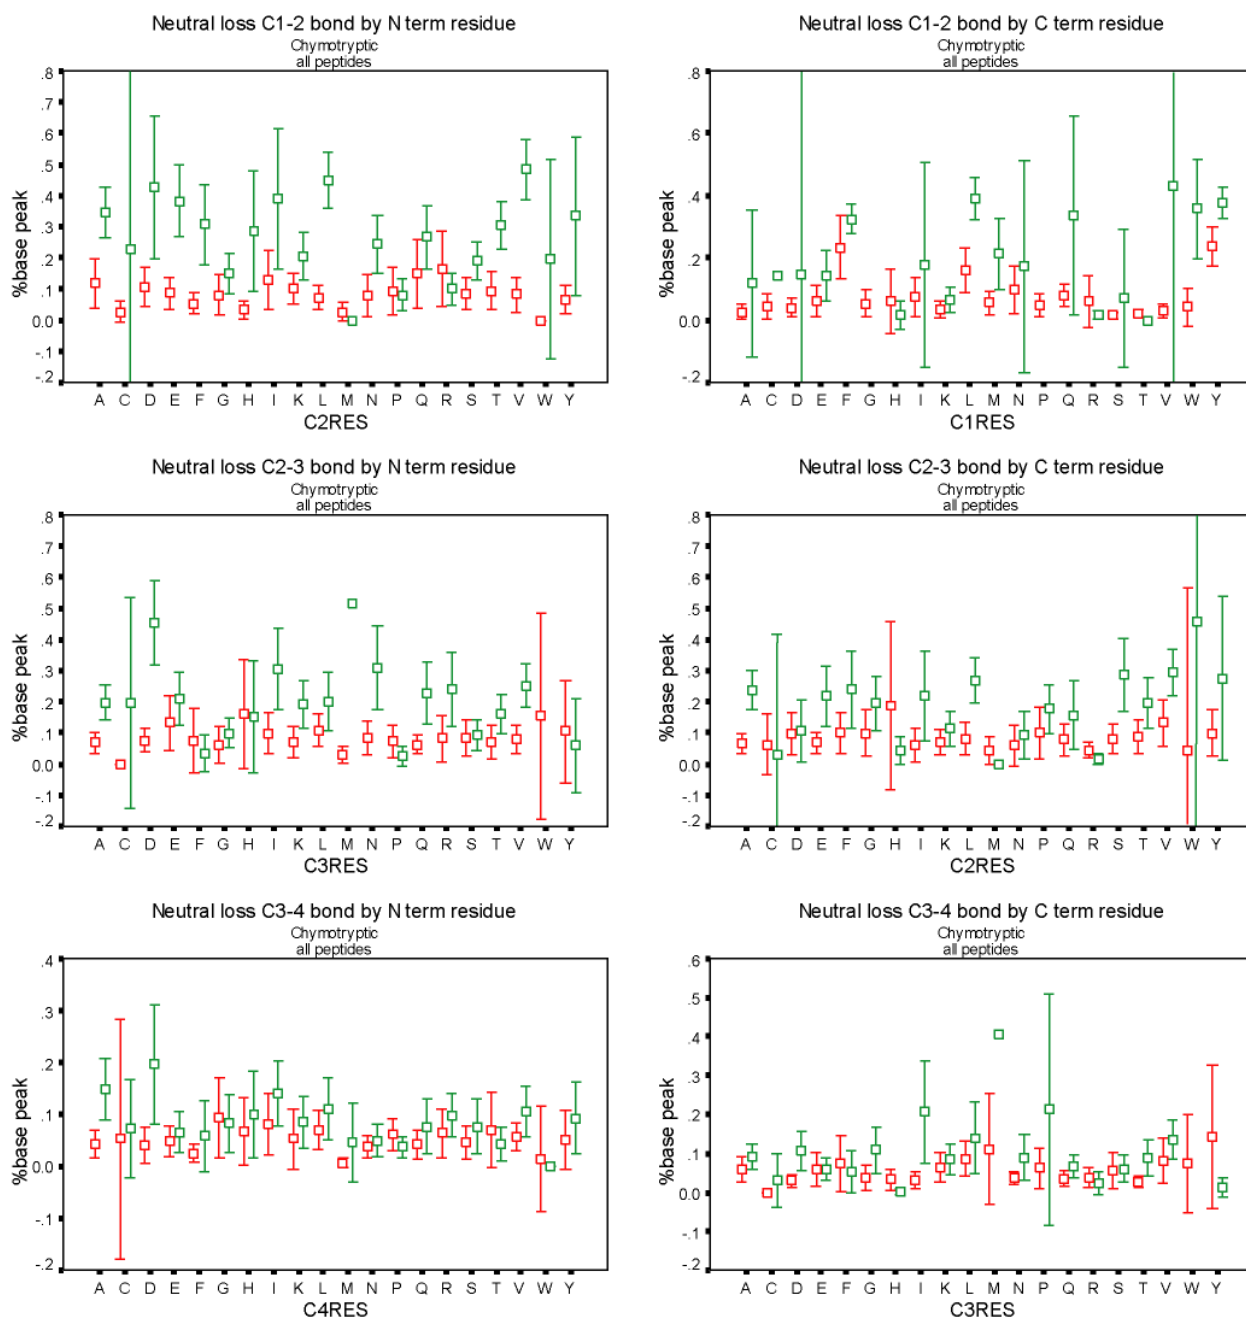 Neutral loss C1-2 bond by N term residue
Chymotryptic
all peptides
%base peak
.8
.7
.6
.5
.4
.3
.2
.1
0.0
-.1
-.2
A C D E F G H I K L M N P Q R S T V W Y
C2RES
Neutral loss C1-2 bond by C term residue
Chymotryptic
all peptides
%base peak
.8
.6
.4
.2
0.0
-.2
A C D E F G H I K L M N P Q R S T V W Y
C1RES
Neutral loss C2-3 bond by N term residue
Chymotryptic
all peptides
%base peak
.8
.7
.6
.5
.4
.3
.2
.1
0.0
-.1
-.2
A C D E F G H I K L M N P Q R S T V W Y
C3RES
Neutral loss C2-3 bond by C term residue
Chymotryptic
all peptides
%base peak
.8
.7
.6
.5
.4
.3
.2
.1
0.0
-.1
-.2
A C D E F G H I K L M N P Q R S T V W Y
C2RES
Neutral loss C3-4 bond by N term residue
Chymotryptic
all peptides
%base peak
.4
.3
.2
.1
0.0
-.1
-.2
A C D E F G H I K L M N P Q R S T V W Y
C4RES
Neutral loss C3-4 bond by C term residue
Chymotryptic
all peptides
%base peak
.6
.5
.4
.3
.2
.1
0.0
-.1
-.2
A C D E F G H I K L M N P Q R S T V W Y
C3RES